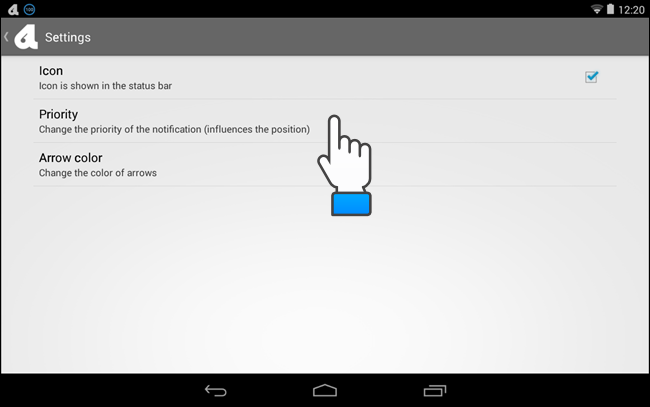 100
12:20
Settings
Icon
Icon is shown in the status bar
Priority
Change the priority of the notification (influences the position)
Arrow color
Change the color of arrows